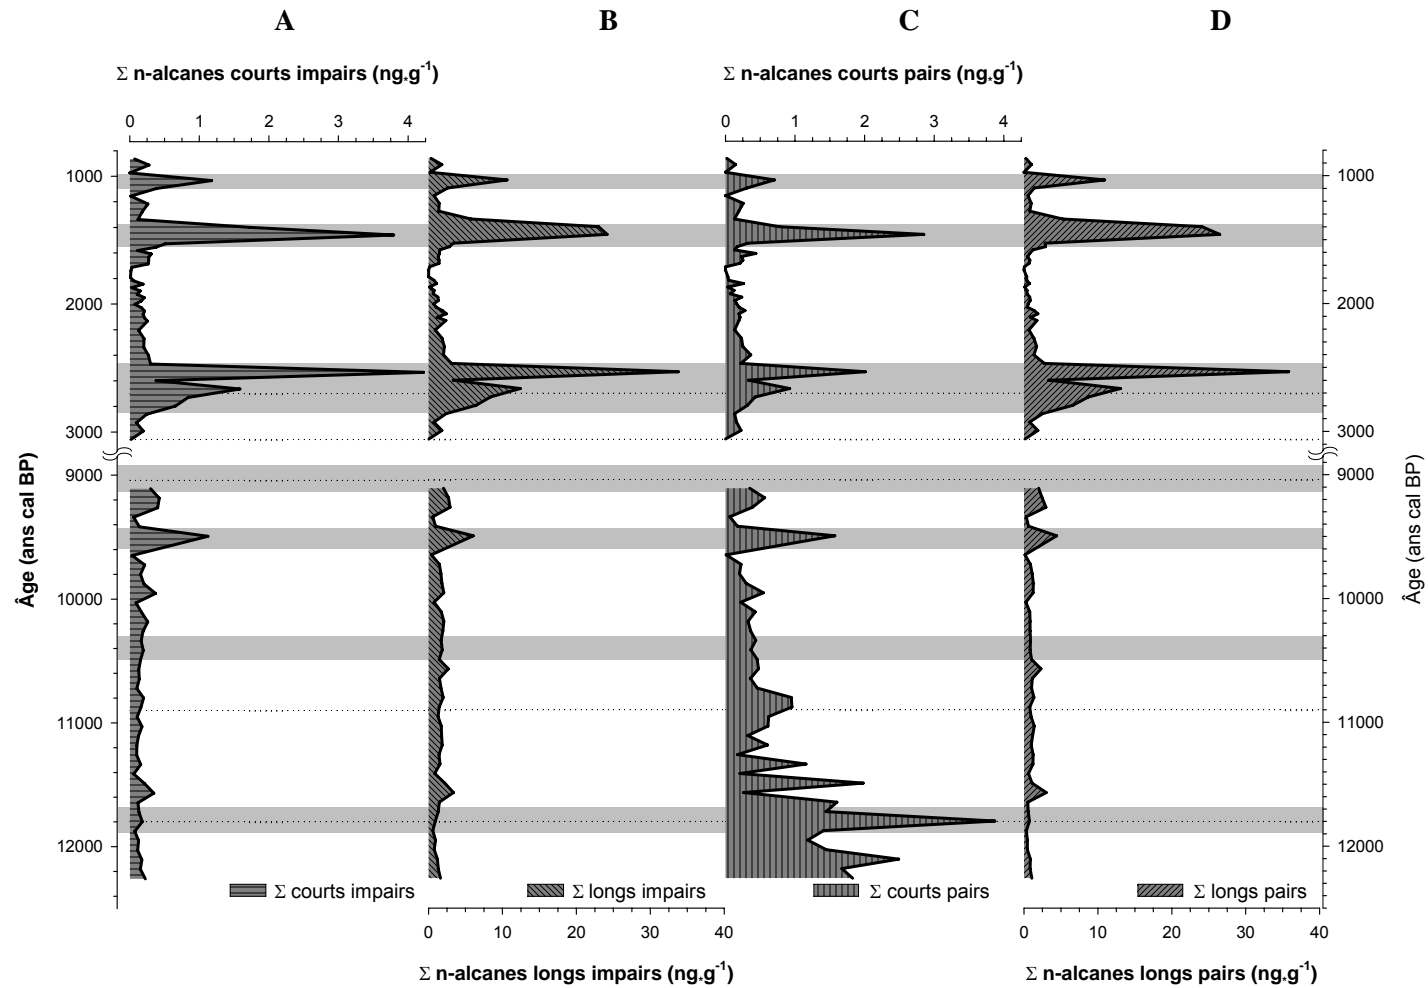 A B C D
Σ n-alcanes courts impairs (ng.g-1) Σ n-alcanes courts pairs (ng.g-1)
0 1 2 3 4 0 1 2 3 4
1000 1000
2000 2000
3000 3000
9000 9000
10000 10000
11000 11000
12000 12000
Âge (ans cal BP) Âge (ans cal BP)
Σ courts impairs Σ longs impairs Σ courts pairs Σ longs pairs
0 10 20 30 40 0 10 20 30 40
Σ n-alcanes longs impairs (ng.g-1) Σ n-alcanes longs pairs (ng.g-1)